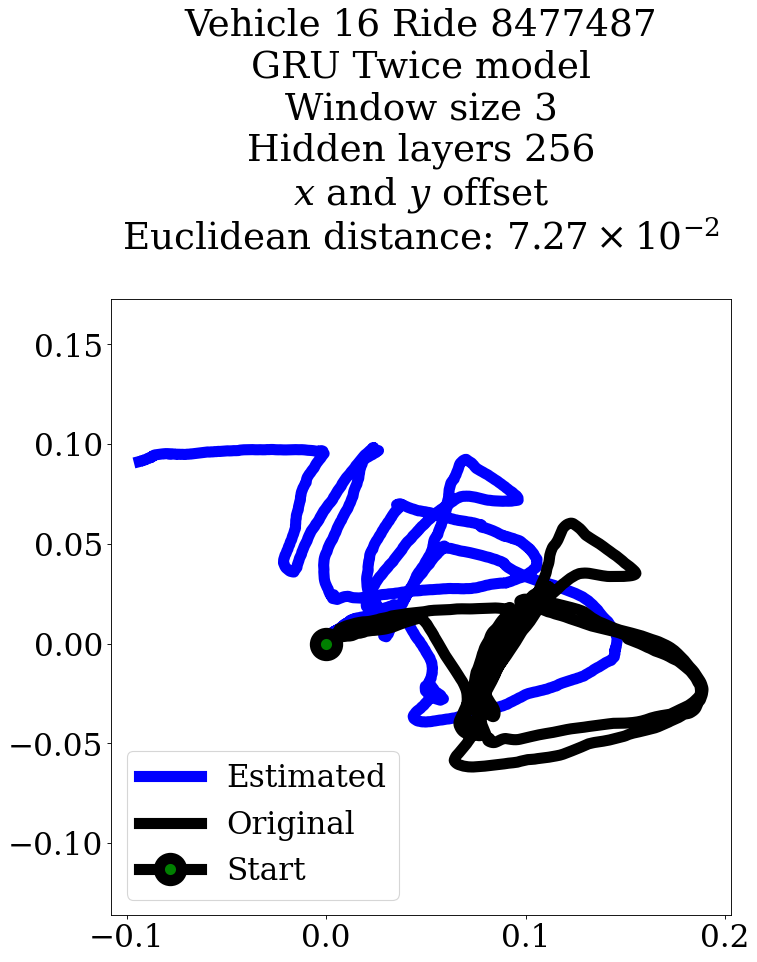 Vehicle 16 Ride 8477487
GRU Twice model
Window size 3
Hidden layers 256
x and y offset
Euclidean distance: 7.27 × 10⁻²
0.15
0.10
0.05
0.00
−0.05
−0.10
Estimated
Original
Start
−0.1
0.0
0.1
0.2